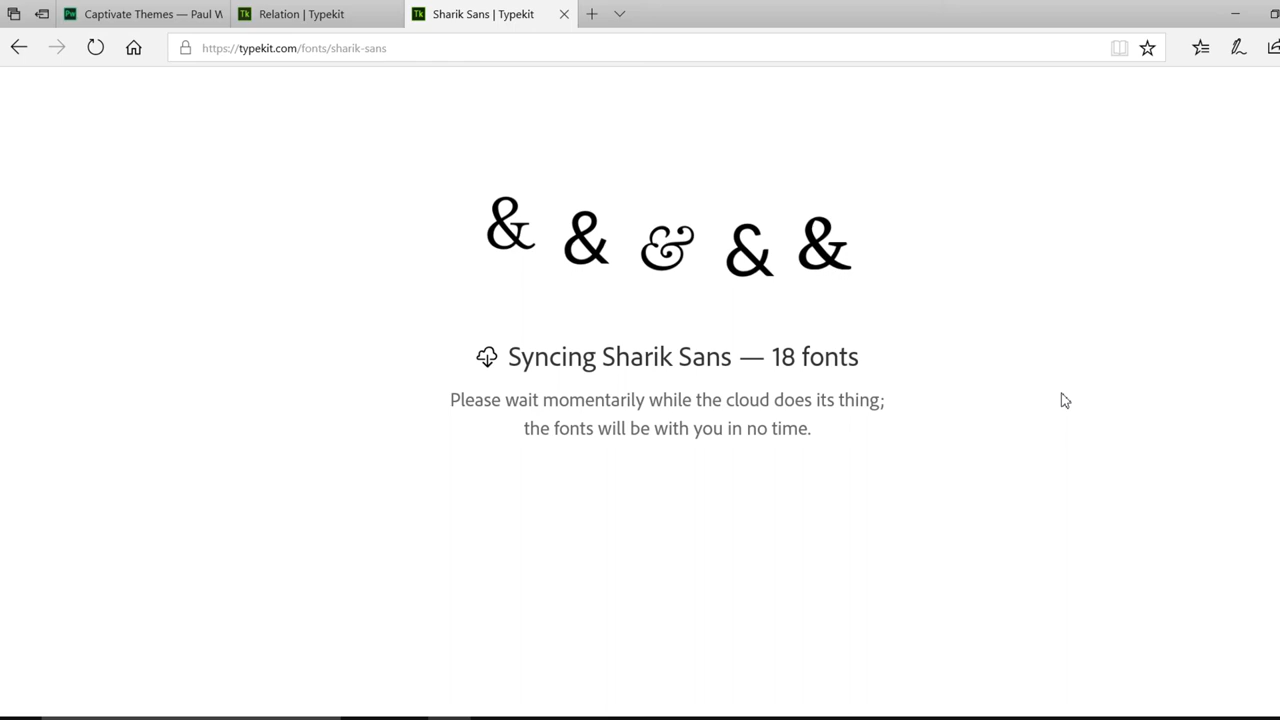 Captivate Themes — Paul W
Relation | Typekit
Sharik Sans | Typekit
https://typekit.com/fonts/sharik-sans
& & & & &
Syncing Sharik Sans — 18 fonts
Please wait momentarily while the cloud does its thing;
the fonts will be with you in no time.